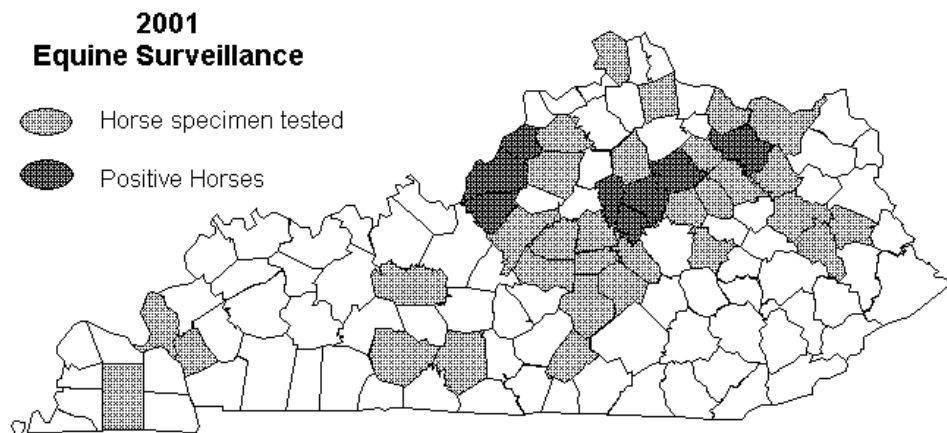 2001
Equine Surveillance
Horse specimen tested
Positive Horses